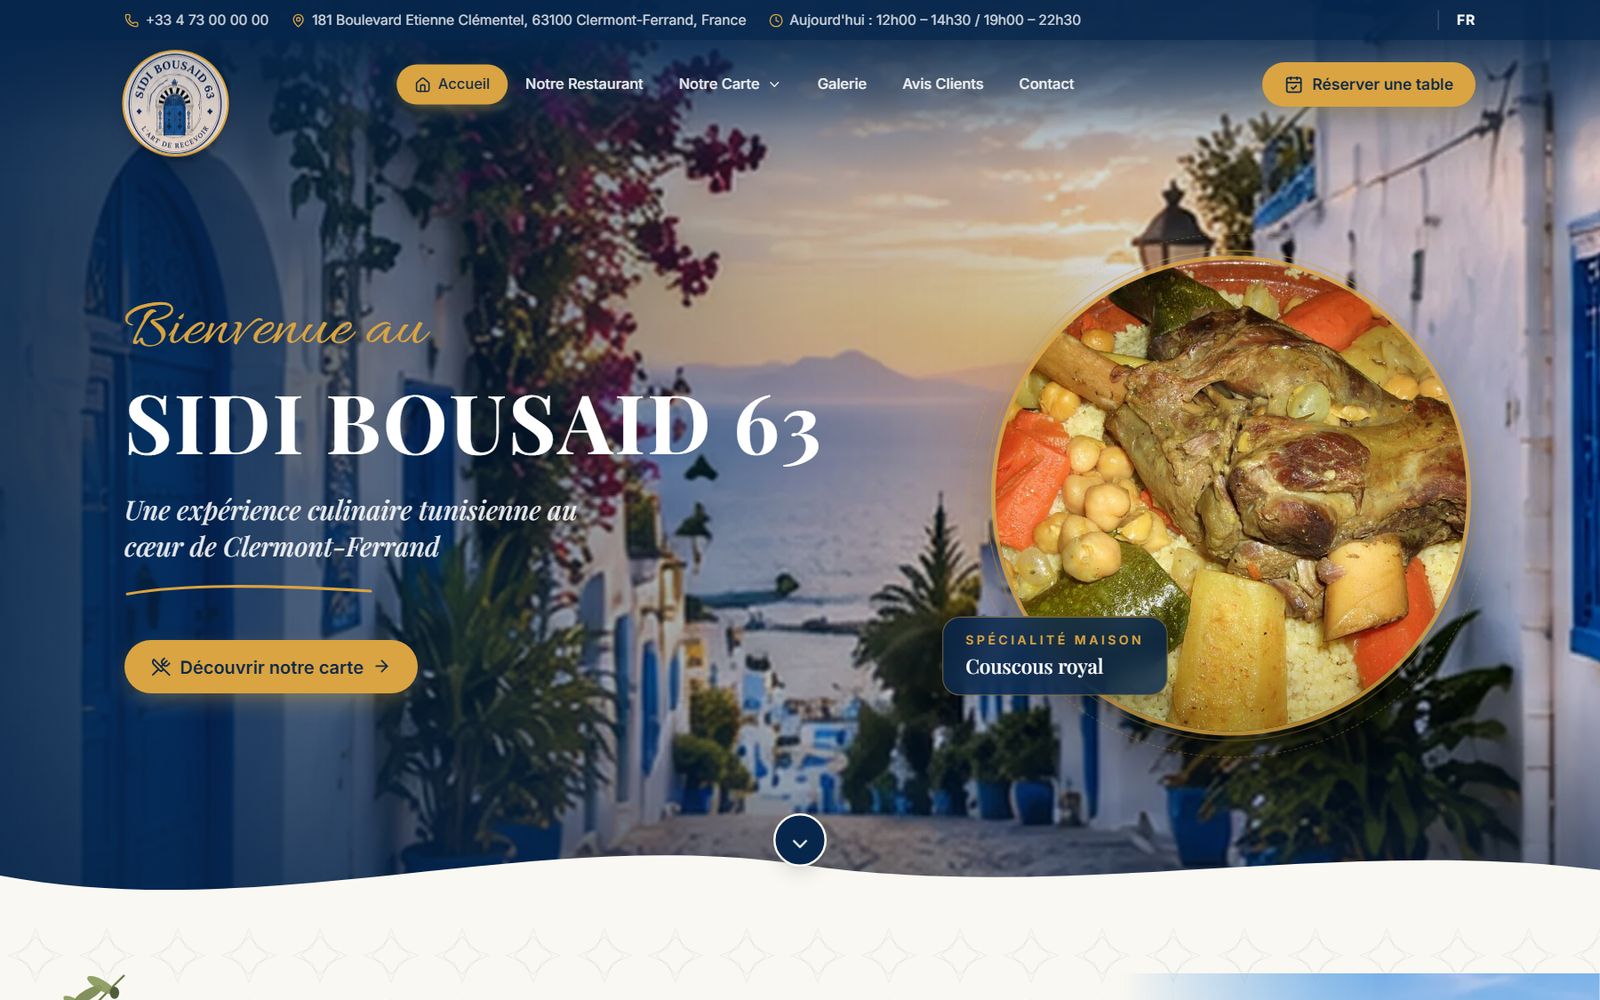 +33 4 73 00 00 00
181 Boulevard Etienne Clémentel, 63100 Clermont-Ferrand, France
Aujourd'hui : 12h00 – 14h30 / 19h00 – 22h30
FR
SIDI BOUSAID 63
L'ART DE RECEVOIR
Accueil
Notre Restaurant
Notre Carte
Galerie
Avis Clients
Contact
Réserver une table
Bienvenue au
SIDI BOUSAID 63
Une expérience culinaire tunisienne au
cœur de Clermont-Ferrand
Découvrir notre carte
SPÉCIALITÉ MAISON
Couscous royal